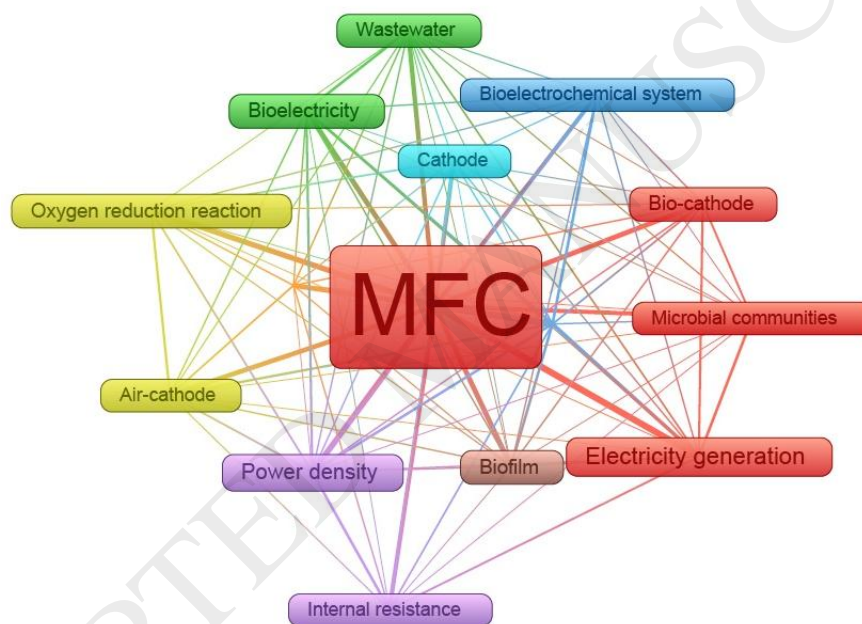 Wastewater
Bioelectrochemical system
Bioelectricity
Cathode
Oxygen reduction reaction
Bio-cathode
MFC
Microbial communities
Air-cathode
Electricity generation
Power density
Biofilm
Internal resistance